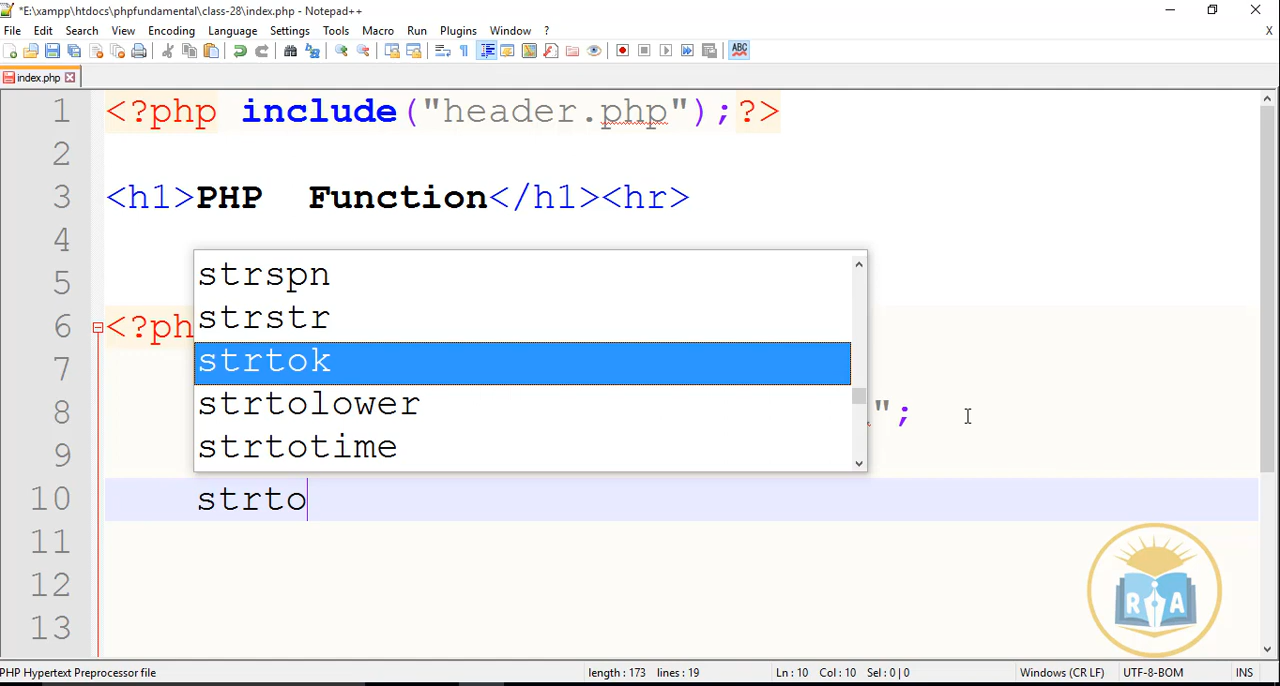 *E:\xampp\htdocs\phpfundamental\class-28\index.php - Notepad++
File Edit Search View Encoding Language Settings Tools Macro Run Plugins Window ? X
ABC
index.php
1 <?php include("header.php");?>
2
3 <h1>PHP  Function</h1><hr>
4
strspn
5
strstr
6 <?ph
strtok
7
strtolower
8 ";
strtotime
9
10 strto
11
12
13
R A
PHP Hypertext Preprocessor file length : 173 lines : 19 Ln : 10 Col : 10 Sel : 0 | 0 Windows (CR LF) UTF-8-BOM INS